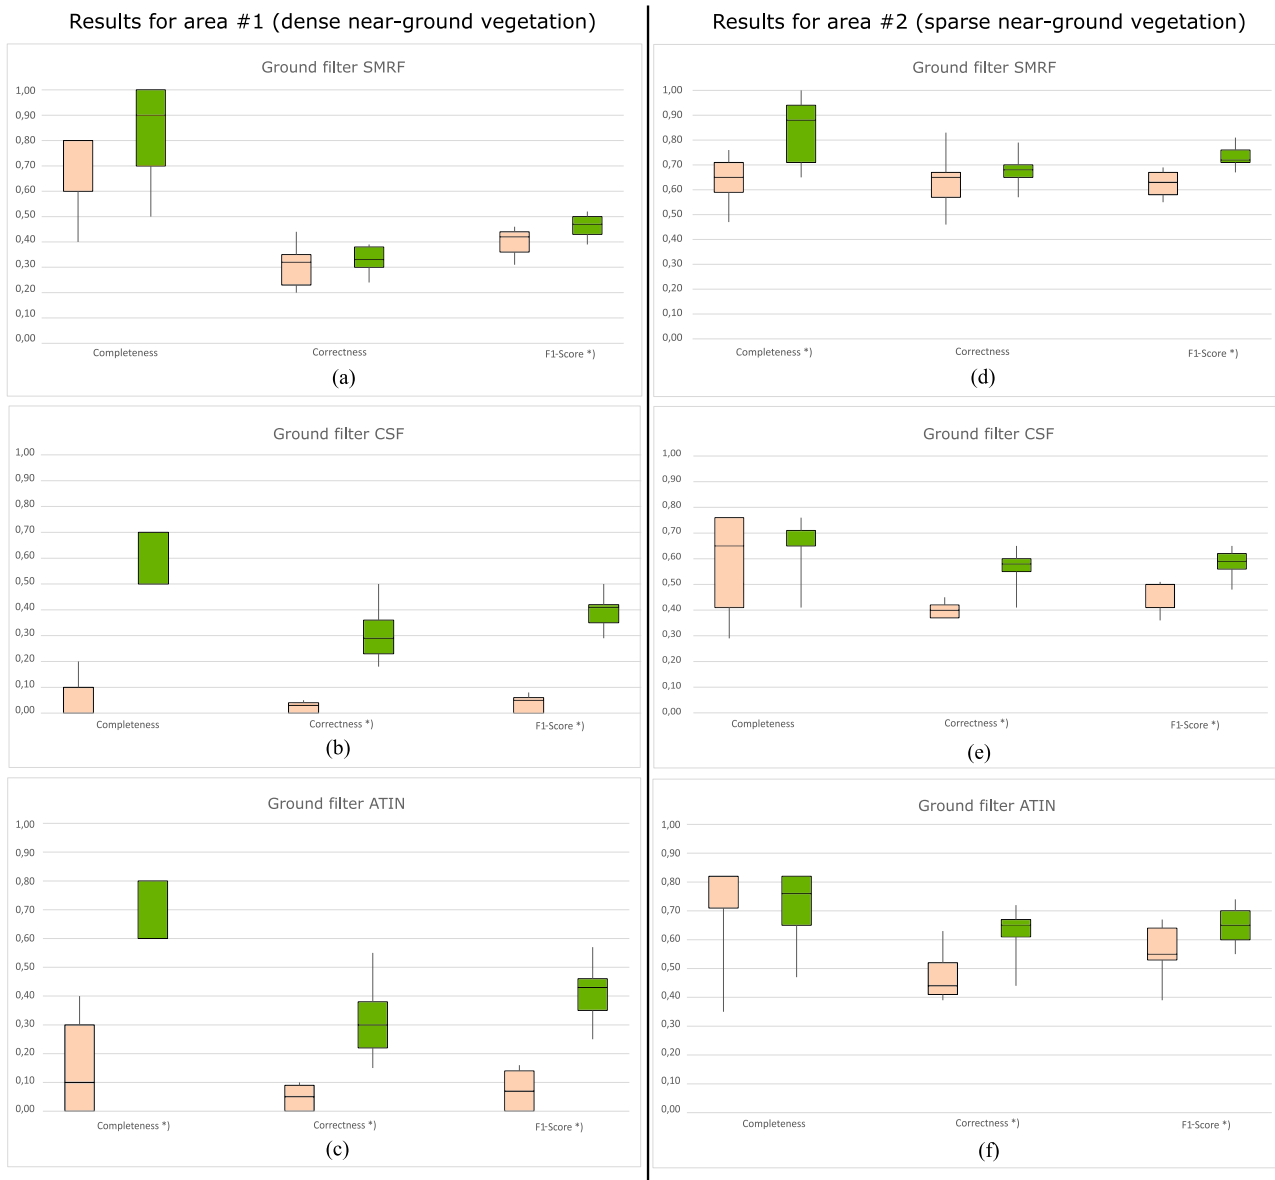 Results for area #1 (dense near-ground vegetation)
Ground filter SMRF
1,00
0,90
0,80
0,70
0,60
0,50
0,40
0,30
0,20
0,10
0,00
Completeness
Correctness
F1-Score *)
(a)
Ground filter CSF
1,00
0,90
0,80
0,70
0,60
0,50
0,40
0,30
0,20
0,10
0,00
Completeness
Correctness *)
F1-Score *)
(b)
Ground filter ATIN
1,00
0,90
0,80
0,70
0,60
0,50
0,40
0,30
0,20
0,10
0,00
Completeness *)
Correctness *)
F1-Score *)
(c)
Results for area #2 (sparse near-ground vegetation)
Ground filter SMRF
1,00
0,90
0,80
0,70
0,60
0,50
0,40
0,30
0,20
0,10
0,00
Completeness *)
Correctness
F1-Score *)
(d)
Ground filter CSF
1,00
0,90
0,80
0,70
0,60
0,50
0,40
0,30
0,20
0,10
0,00
Completeness
Correctness *)
F1-Score *)
(e)
Ground filter ATIN
1,00
0,90
0,80
0,70
0,60
0,50
0,40
0,30
0,20
0,10
0,00
Completeness
Correctness *)
F1-Score *)
(f)